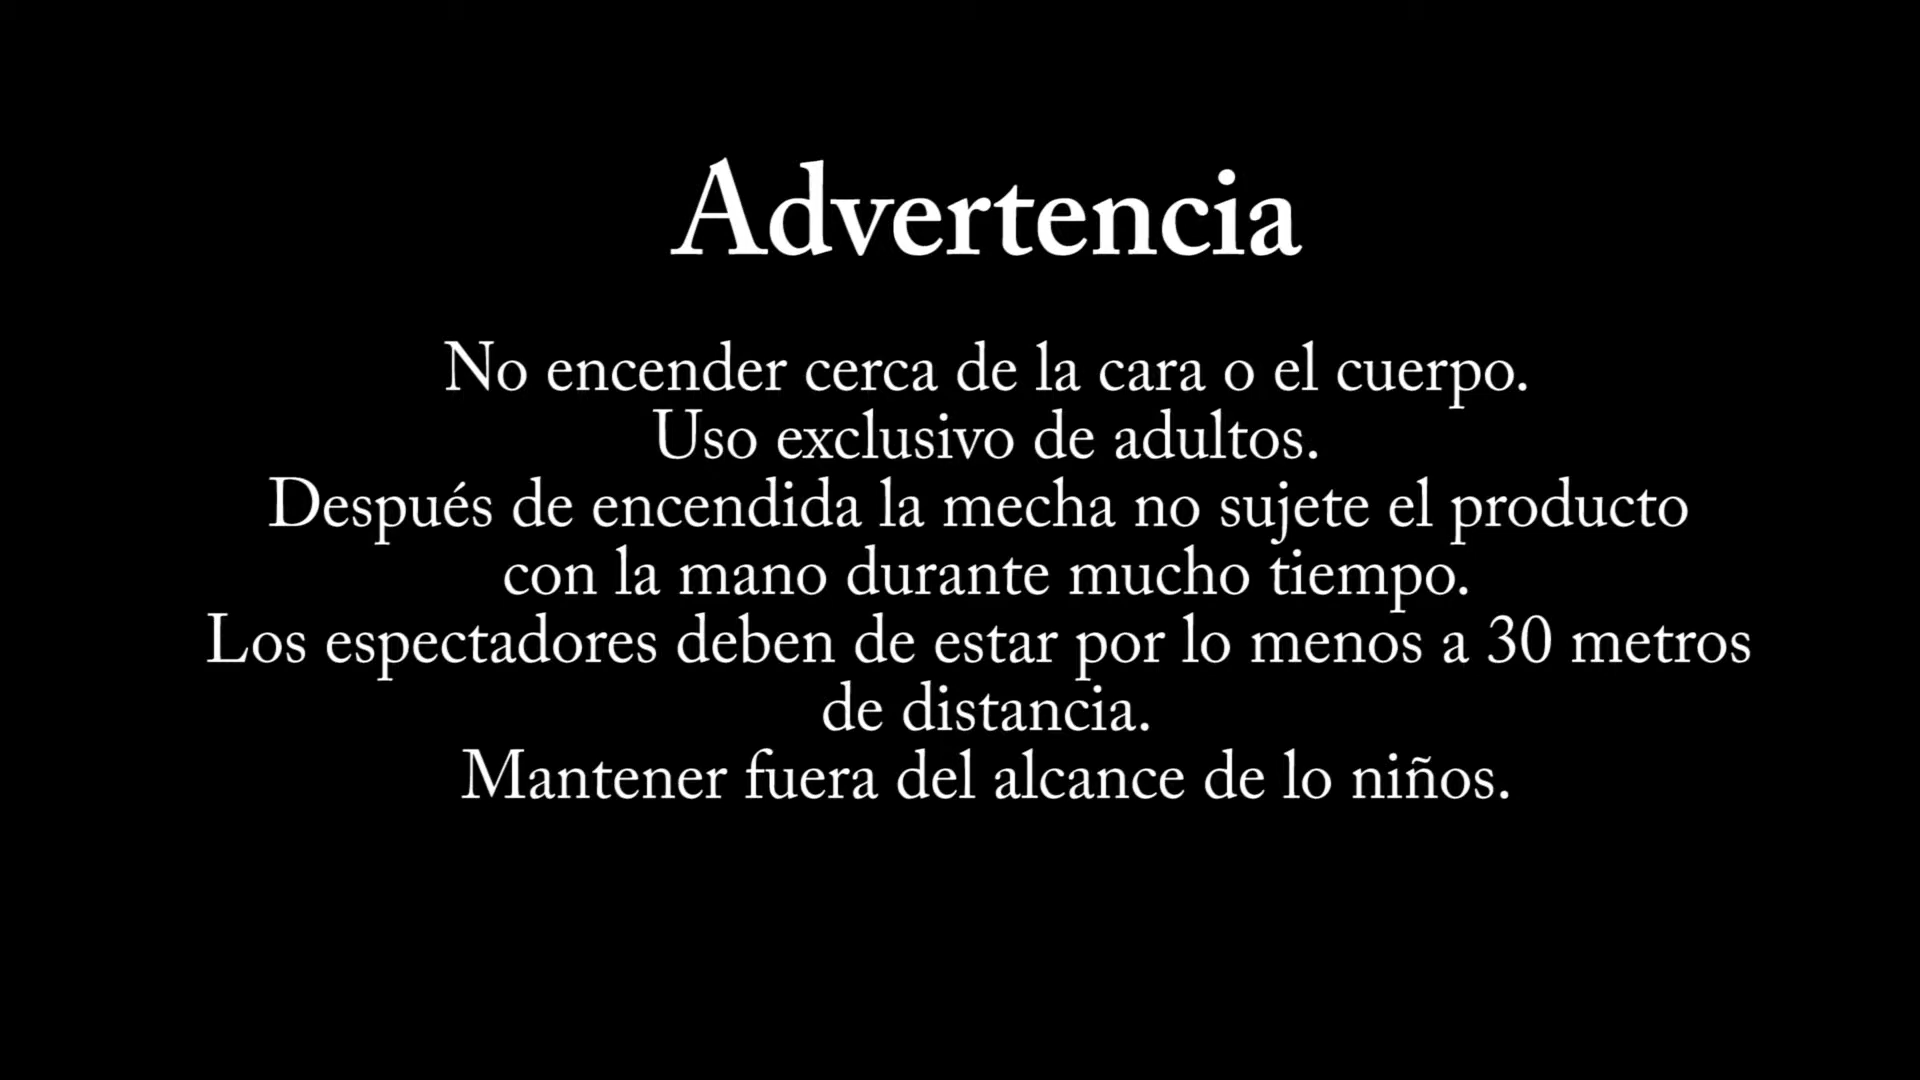 Advertencia
No encender cerca de la cara o el cuerpo.
Uso exclusivo de adultos.
Después de encendida la mecha no sujete el producto
con la mano durante mucho tiempo.
Los espectadores deben de estar por lo menos a 30 metros
de distancia.
Mantener fuera del alcance de lo niños.